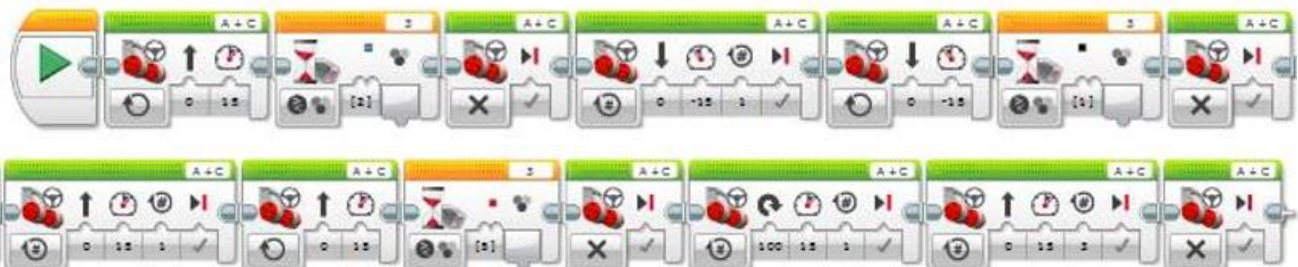 A+C 3 A+C A+C A+C 3 A+C
0 15 [2] 0 -15 1 0 -15 [1]
A+C A+C 3 A+C A+C A+C A+C
0 15 1 0 15 [5] 100 15 1 0 15 3